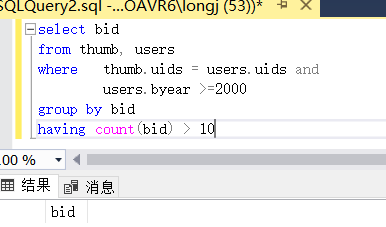 SQLQuery2.sql -...OAVR6\longj (53))*
select bid
from thumb, users
where thumb.uids = users.uids and
users.byear >=2000
group by bid
having count(bid) > 10
.00 %
结果 消息
bid